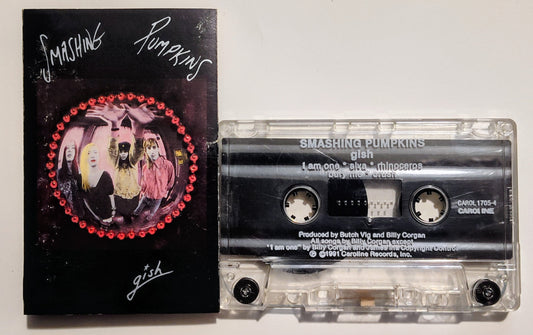 SMASHING PUMPKINS
gish
SMASHING PUMPKINS
gish
I am one * siva * rhinoceros
bury me * crush
CAROL 1705-4
CAROLINE
Produced by Butch Vig and Billy Corgan
All songs by Billy Corgan except
"I am one" by Billy Corgan and James Iha Copyright Control
©1991 Caroline Records, Inc.